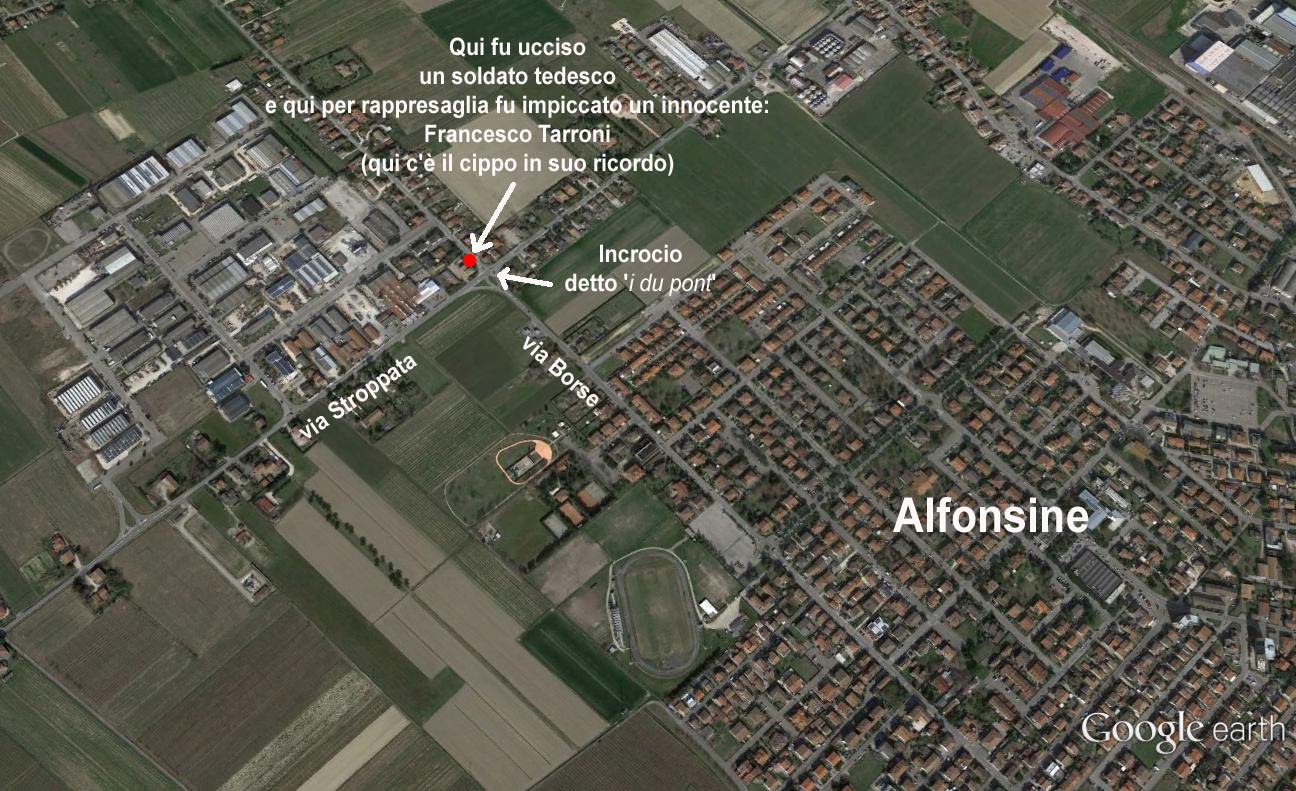 Qui fu ucciso
un soldato tedesco
e qui per rappresaglia fu impiccato un innocente:
Francesco Tarroni
(qui c'è il cippo in suo ricordo)
Incrocio
detto 'i du pont'
via Borse
via Stroppata
Alfonsine
Google earth